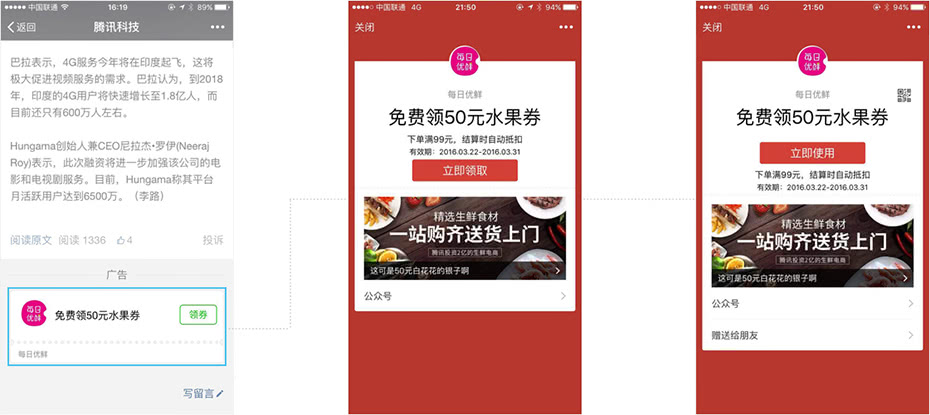 中国联通
16:19
89%
返回
腾讯科技
巴拉表示,4G服务今年将在印度起飞,这将
极大促进视频服务的需求。巴拉认为,到2018
年,印度的4G用户将快速增长至1.8亿人,而
目前还只有600万人左右。
Hungama创始人兼CEO尼拉杰•罗伊(Neeraj
Roy)表示,此次融资将进一步加强该公司的电
影和电视剧服务。目前,Hungama称其平台
月活跃用户达到6500万。(李路)
阅读原文 阅读 1336 4 投诉
广告
每日
优鲜
免费领50元水果券
领券
每日优鲜
写留言
中国联通 4G
21:50
94%
关闭
每日
优鲜
每日优鲜
免费领50元水果券
下单满99元,结算时自动抵扣
有效期:2016.03.22-2016.03.31
立即领取
精选生鲜食材
一站购齐送货上门
腾讯投资2亿的生鲜电商
这可是50元白花花的银子啊
公众号
中国联通 4G
21:50
94%
关闭
每日
优鲜
每日优鲜
免费领50元水果券
立即使用
下单满99元,结算时自动抵扣
有效期:2016.03.22-2016.03.31
精选生鲜食材
一站购齐送货上门
腾讯投资2亿的生鲜电商
这可是50元白花花的银子啊
公众号
赠送给朋友